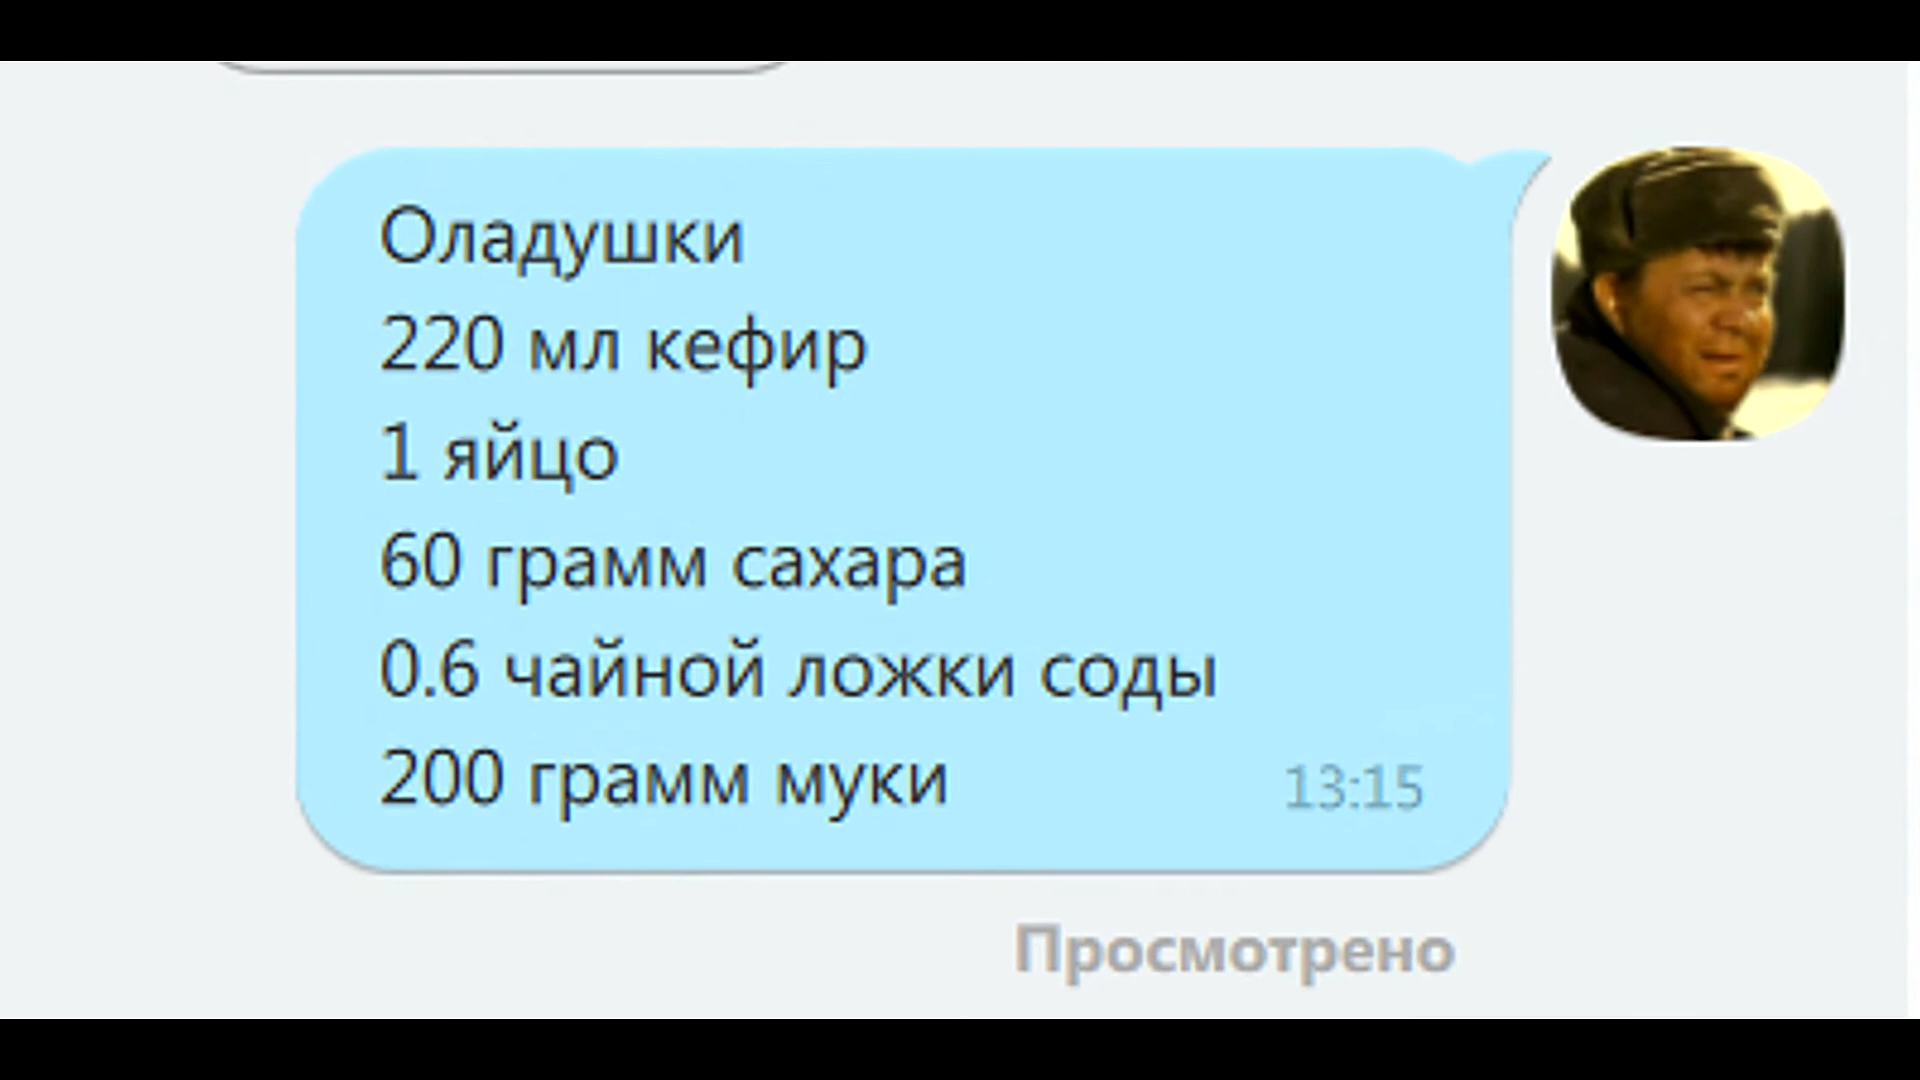 Оладушки
220 мл кефир
1 яйцо
60 грамм сахара
0.6 чайной ложки соды
200 грамм муки
13:15
Просмотрено